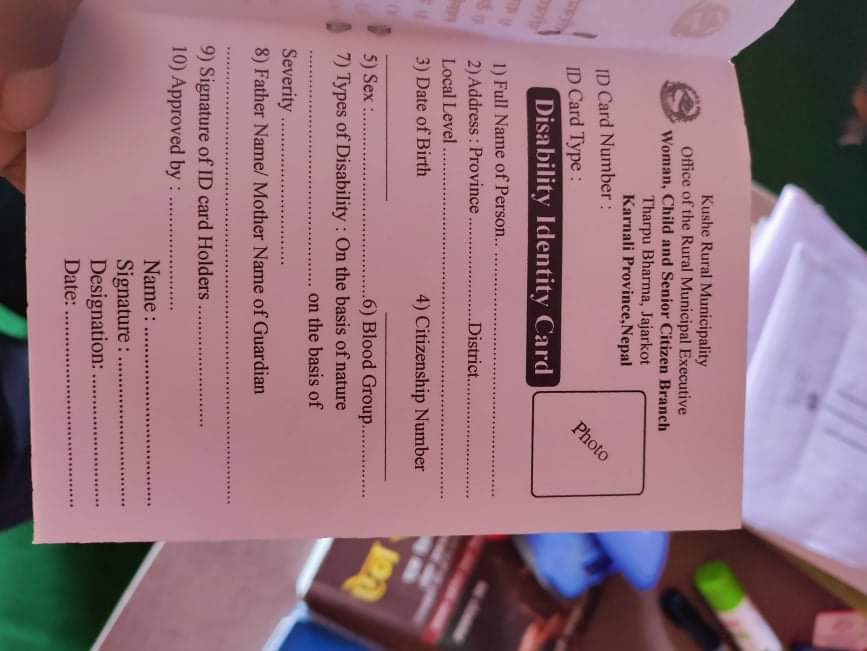 Kushe Rural Municipality
Office of the Rural Municipal Executive
Woman, Child and Senior Citizen Branch
Tharpu Bharma, Jajarkot
Karnali Province,Nepal
ID Card Number :
ID Card Type :
Photo
Disability Identity Card
1) Full Name of Person.. ..................................................
2) Address : Province ......................District.........................
Local Level ........................................................................
3) Date of Birth 4) Citizenship Number
5) Sex :.......................................6) Blood Group...............
7) Types of Disability : On the basis of nature
.................................................. on the basis of
Severity ...............................
8) Father Name/ Mother Name of Guardian
................................................................................................
9) Signature of ID card Holders ..........................
10) Approved by : ........................
Name : ......................................
Signature : ................................
Designation: .............................
Date: ..........................................